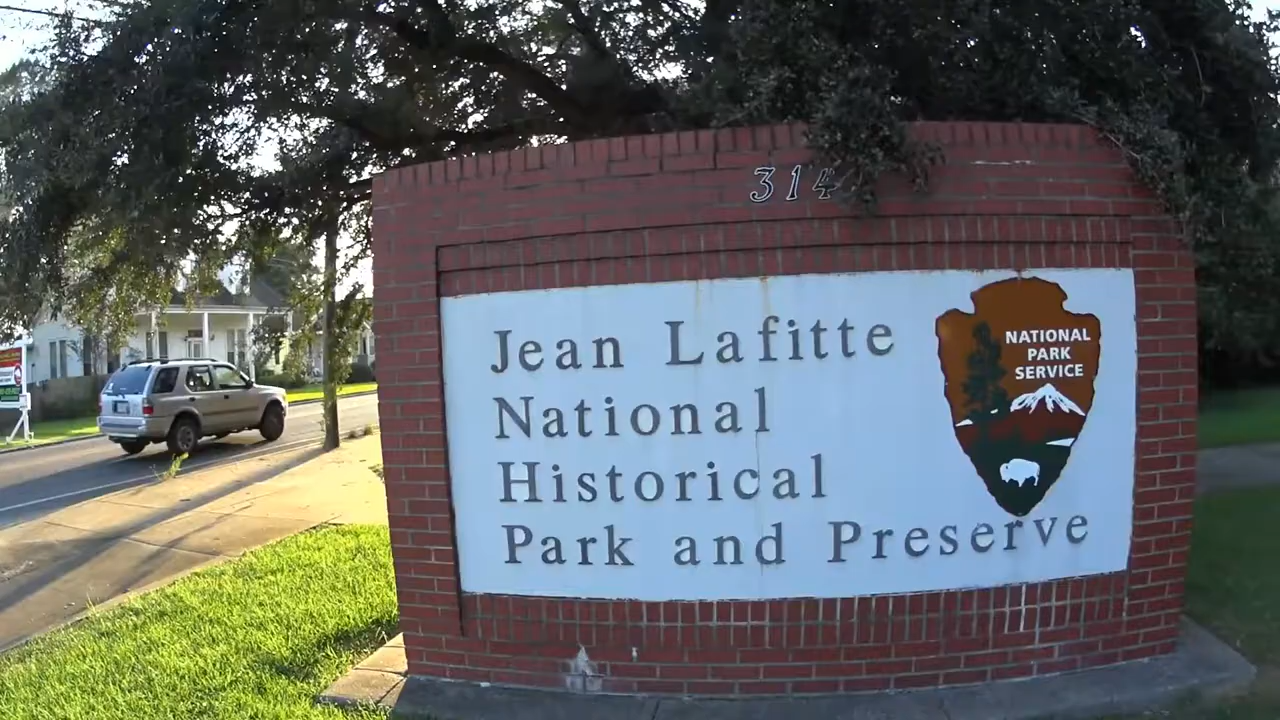 314
Jean Lafitte
National
Historical
Park and Preserve
NATIONAL
PARK
SERVICE